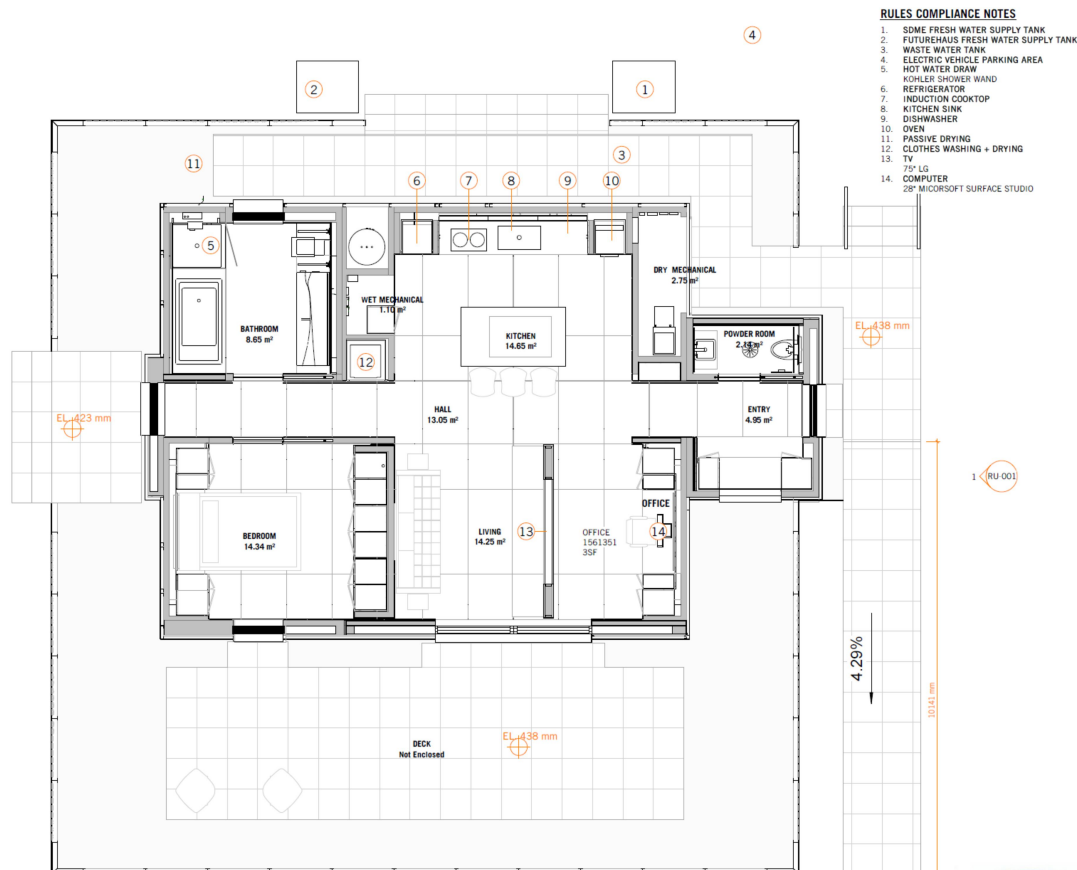 RULES COMPLIANCE NOTES
1. SDME FRESH WATER SUPPLY TANK
2. FUTUREHAUS FRESH WATER SUPPLY TANK
3. WASTE WATER TANK
4. ELECTRIC VEHICLE PARKING AREA
5. HOT WATER DRAW
KOHLER SHOWER WAND
6. REFRIGERATOR
7. INDUCTION COOKTOP
8. KITCHEN SINK
9. DISHWASHER
10. OVEN
11. PASSIVE DRYING
12. CLOTHES WASHING + DRYING
13. TV
75" LG
14. COMPUTER
28" MICORSOFT SURFACE STUDIO
4
2
1
11
3
6
7
8
9
10
5
DRY MECHANICAL
2.75 m²
WET MECHANICAL
1.10 m²
BATHROOM
8.65 m²
KITCHEN
14.65 m²
POWDER ROOM
2.14 m²
EL. 438 mm
12
EL. 423 mm
HALL
13.05 m²
ENTRY
4.95 m²
1 RU-001
OFFICE
BEDROOM
14.34 m²
LIVING
14.25 m²
13
OFFICE
1561351
3SF
14
4.29%
10141 mm
DECK
Not Enclosed
EL. 438 mm